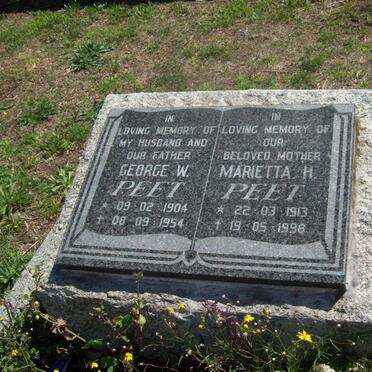 IN
LOVING MEMORY OF
MY HUSBAND AND
OUR FATHER
GEORGE W.
PEET
* 09·02·1904
† 08·09·1954
IN
LOVING MEMORY OF
OUR
BELOVED MOTHER
MARIETTA H.
PEET
* 22·03·1913
† 19·05·1998